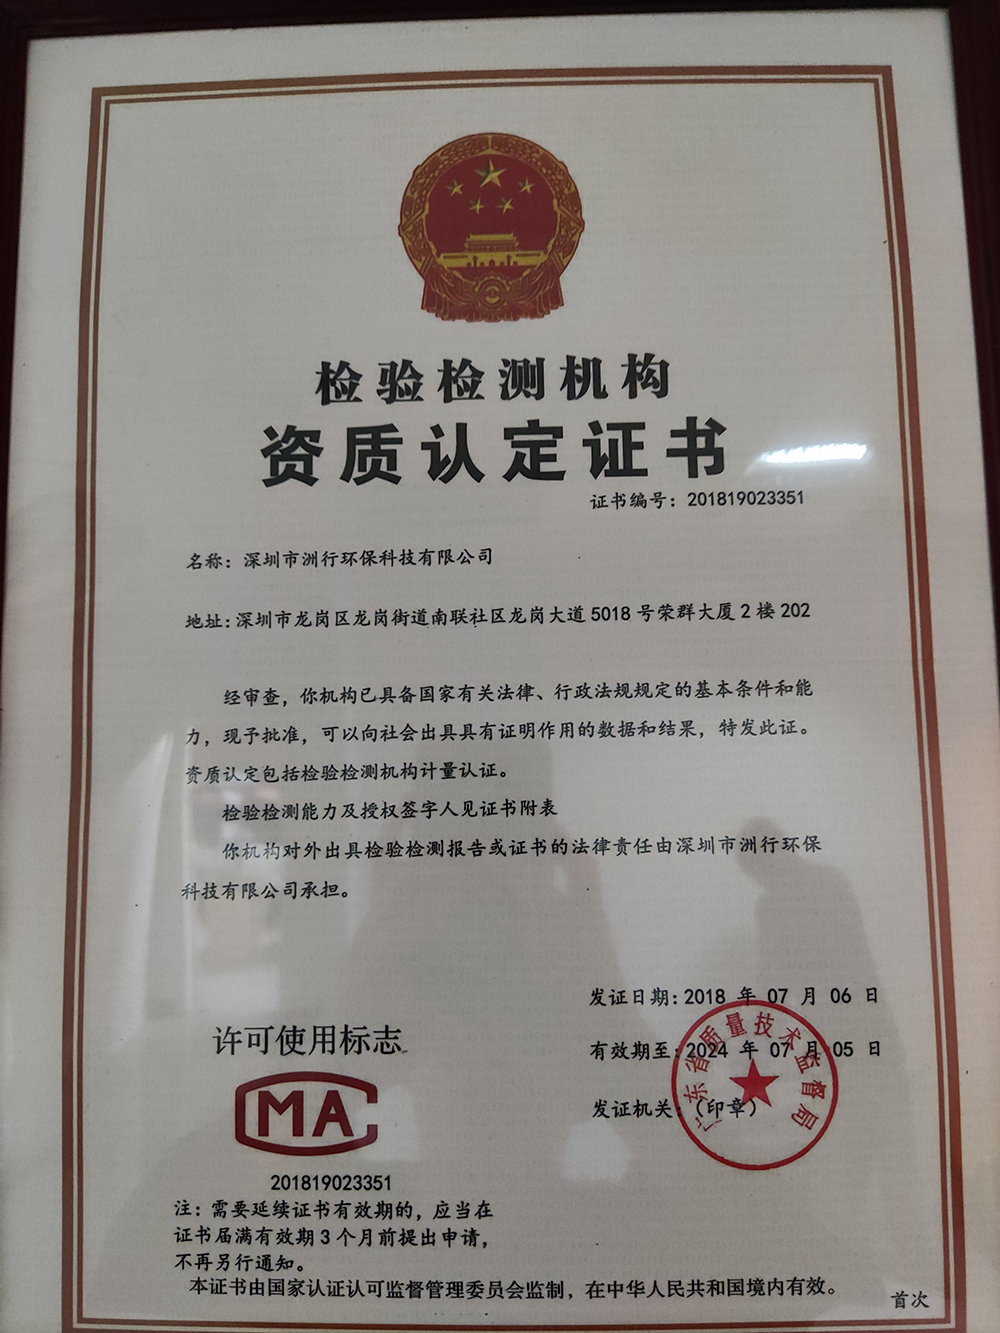 检验检测机构
资质认定证书
证书编号：201819023351
名称：深圳市洲行环保科技有限公司
地址：深圳市龙岗区龙岗街道南联社区龙岗大道5018号荣群大厦2楼202
经审查，你机构已具备国家有关法律、行政法规规定的基本条件和能
力，现予批准，可以向社会出具具有证明作用的数据和结果，特发此证。
资质认定包括检验检测机构计量认证。
检验检测能力及授权签字人见证书附表
你机构对外出具检验检测报告或证书的法律责任由深圳市洲行环保
科技有限公司承担。
发证日期：2018 年 07 月 06 日
有效期至：2024 年 07 月 05 日
发证机关：（印章）
广东省质量技术监督局
许可使用标志
MA
201819023351
注：需要延续证书有效期的，应当在
证书届满有效期3个月前提出申请，
不再另行通知。
本证书由国家认证认可监督管理委员会监制，在中华人民共和国境内有效。
首次